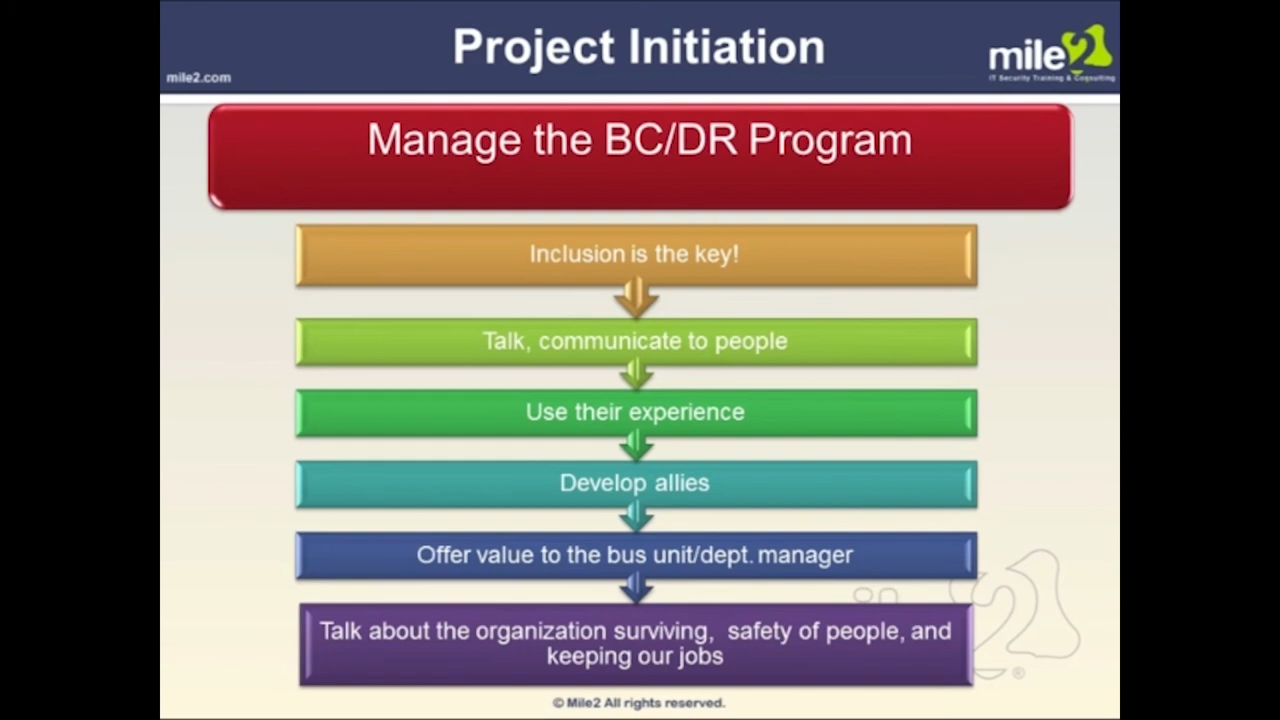 Project Initiation
mile2.com
mile2
IT Security Training & Consulting
Manage the BC/DR Program
Inclusion is the key!
Talk, communicate to people
Use their experience
Develop allies
Offer value to the bus unit/dept. manager
Talk about the organization surviving, safety of people, and
keeping our jobs
© Mile2 All rights reserved.